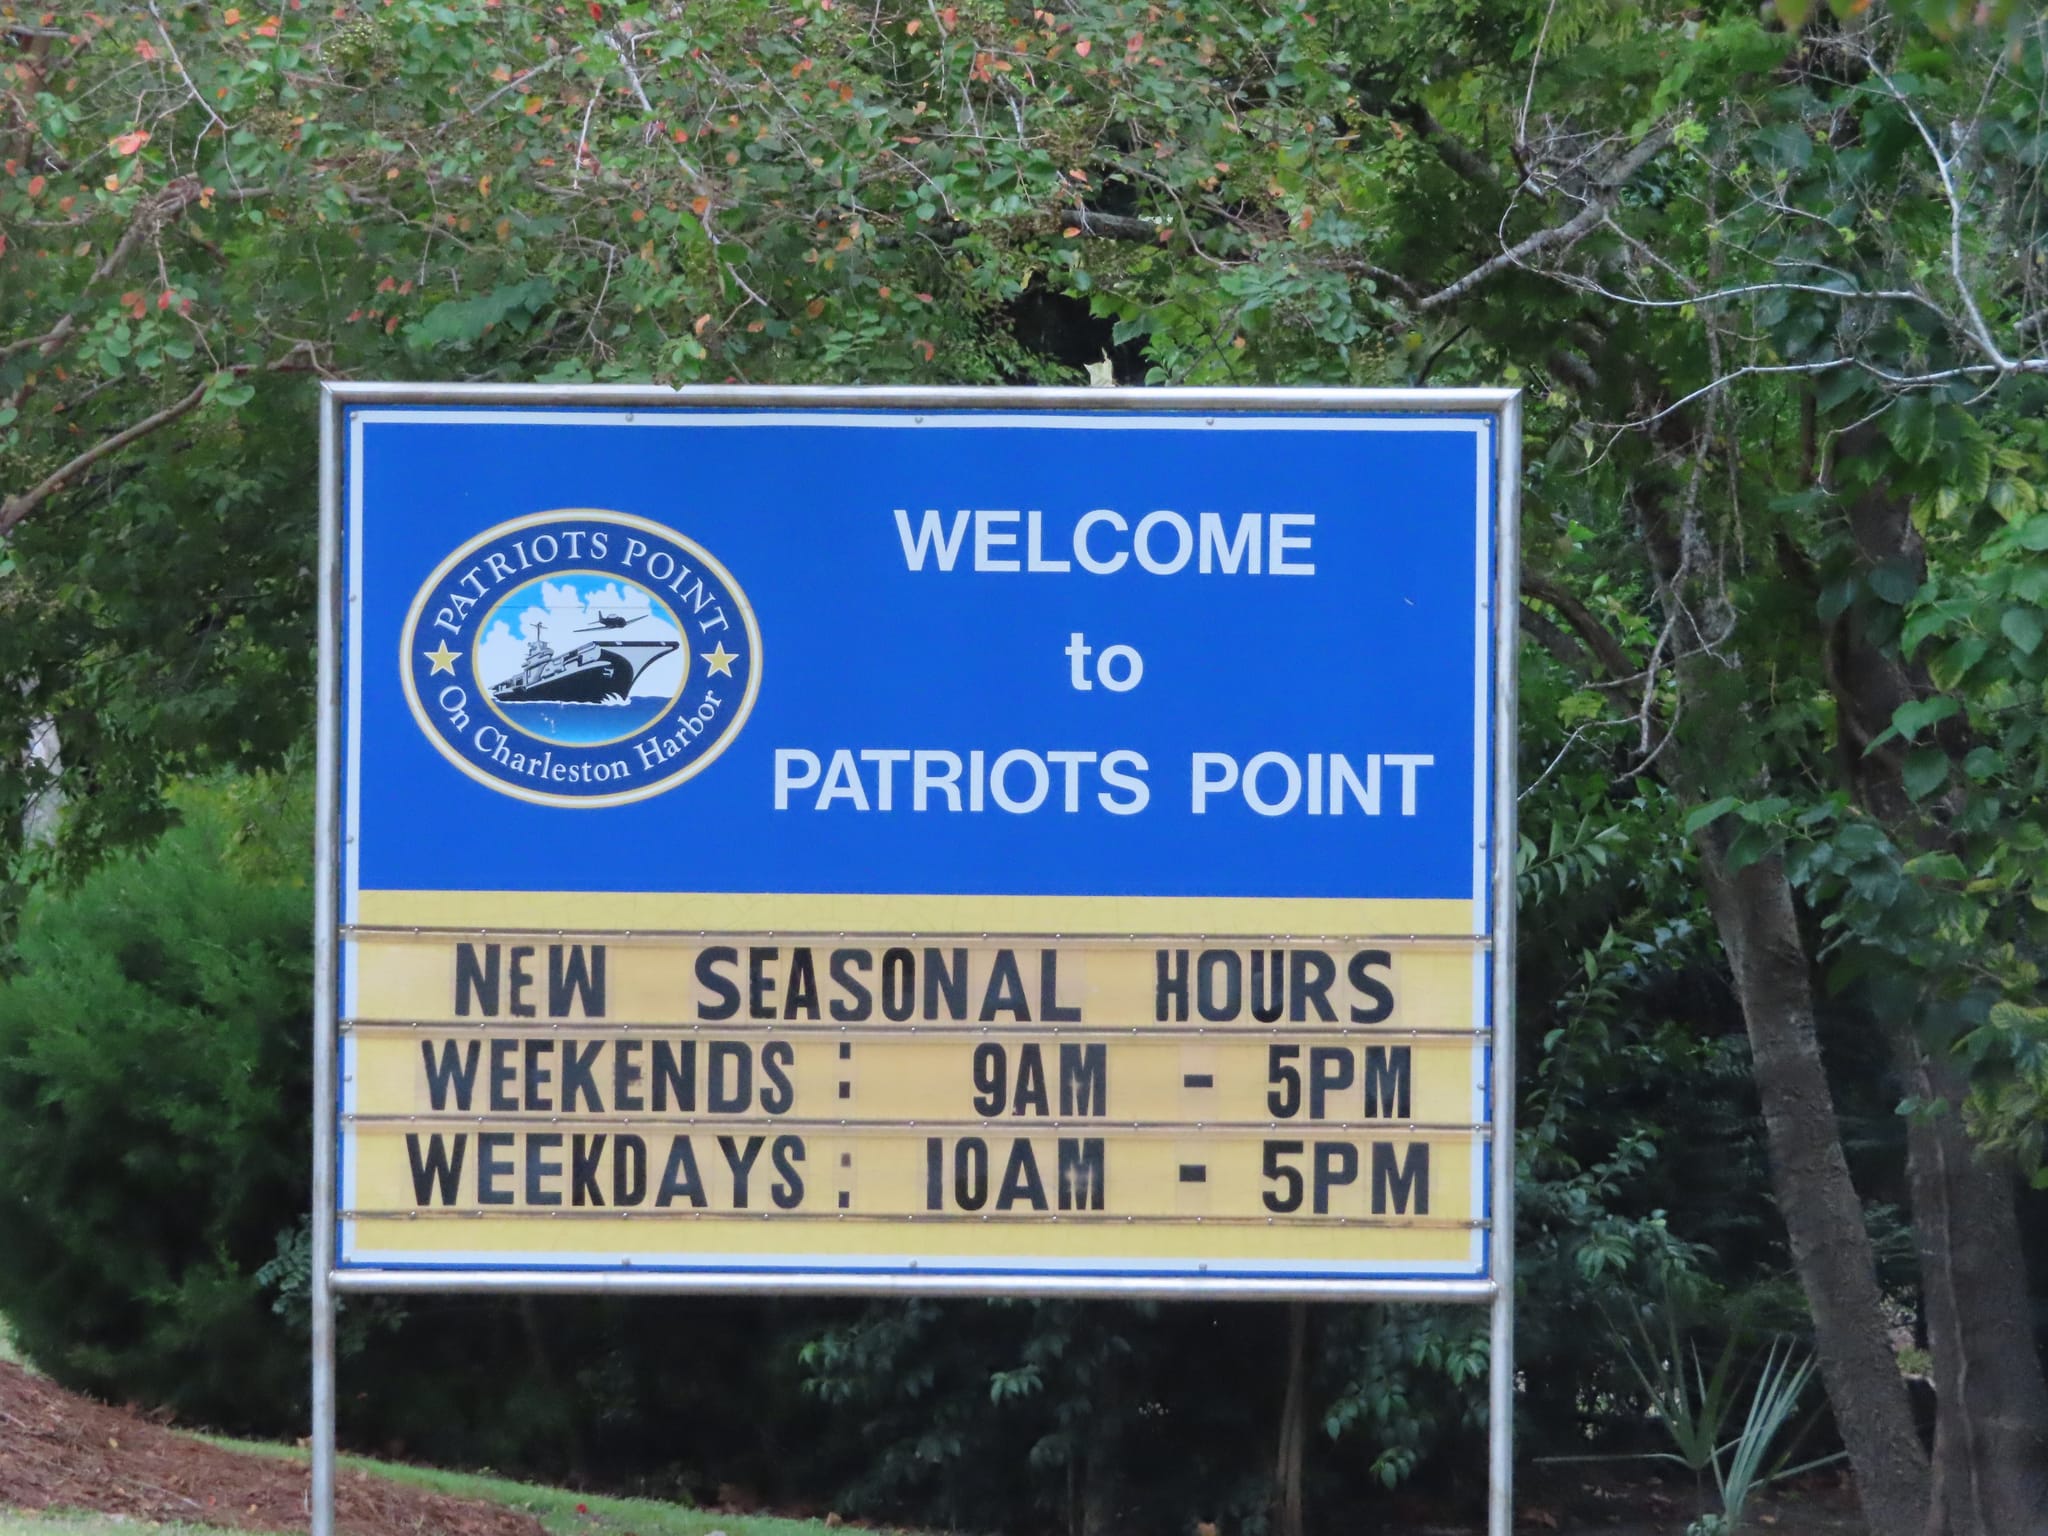 PATRIOTS POINT
On Charleston Harbor
WELCOME
to
PATRIOTS POINT
NEW SEASONAL HOURS
WEEKENDS : 9AM - 5PM
WEEKDAYS : 10AM - 5PM